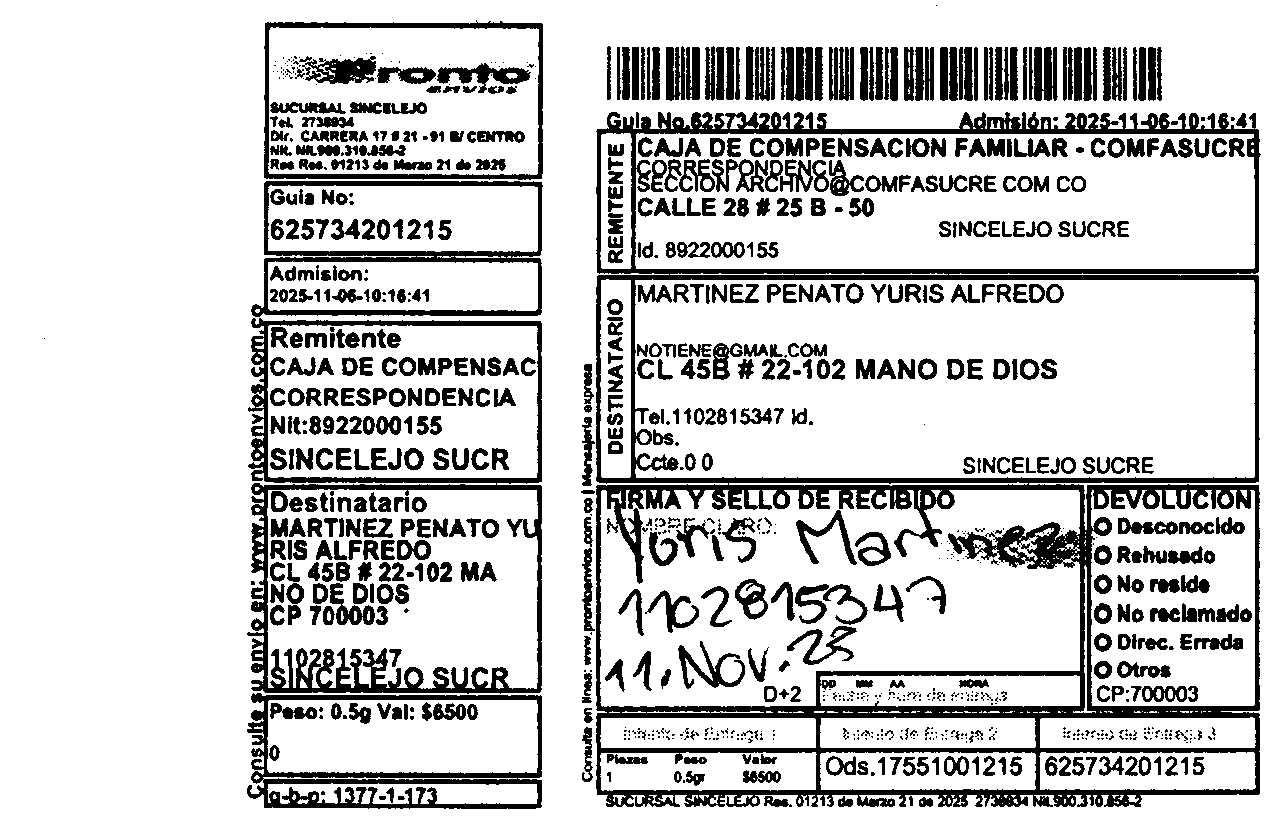 Pronto
envios
SUCURSAL SINCELEJO
Tel. 2738934
Dir. CARRERA 17 # 21 - 91 B/ CENTRO
Nit. Nit.900.310.856-2
Res Res. 01213 de Marzo 21 de 2025
Guia No:
625734201215
Admision:
2025-11-06-10:16:41
Remitente
CAJA DE COMPENSAC
CORRESPONDENCIA
Nit:8922000155
SINCELEJO SUCR
Destinatario
MARTINEZ PENATO YU
RIS ALFREDO
CL 45B # 22-102 MA
NO DE DIOS
CP 700003
1102815347
SINCELEJO SUCR
Peso: 0.5g Val: $6500
0
g-b-p: 1377-1-173
Consulte su envio en: www.prontoenvios.com.co
Guia No.625734201215 Admisión: 2025-11-06-10:16:41
REMITENTE
CAJA DE COMPENSACION FAMILIAR - COMFASUCRE
CORRESPONDENCIA
SECCION ARCHIVO@COMFASUCRE COM CO
CALLE 28 # 25 B - 50
SINCELEJO SUCRE
Id. 8922000155
DESTINATARIO
MARTINEZ PENATO YURIS ALFREDO
NOTIENE@GMAIL.COM
CL 45B # 22-102 MANO DE DIOS
Tel.1102815347 Id.
Obs.
Ccte.0 0
SINCELEJO SUCRE
FIRMA Y SELLO DE RECIBIDO
NOMBRE CLARO:
Yuris Martinez
1102815347
11. Nov. 25
D+2
DD MM AA HORA
Fecha y hora de entrega
DEVOLUCION
Desconocido
Rehusado
No reside
No reclamado
Direc. Errada
Otros
CP:700003
Intento de Entrega 1 Intento de Entrega 2 Intento de Entrega 3
Piezas Peso Valor
1 0.5gr $6500
Ods.17551001215 625734201215
SUCURSAL SINCELEJO Res. 01213 de Marzo 21 de 2025 2738934 Nit.900.310.856-2
Consulte en línea: www.prontoenvios.com.co | Mensajería expresa